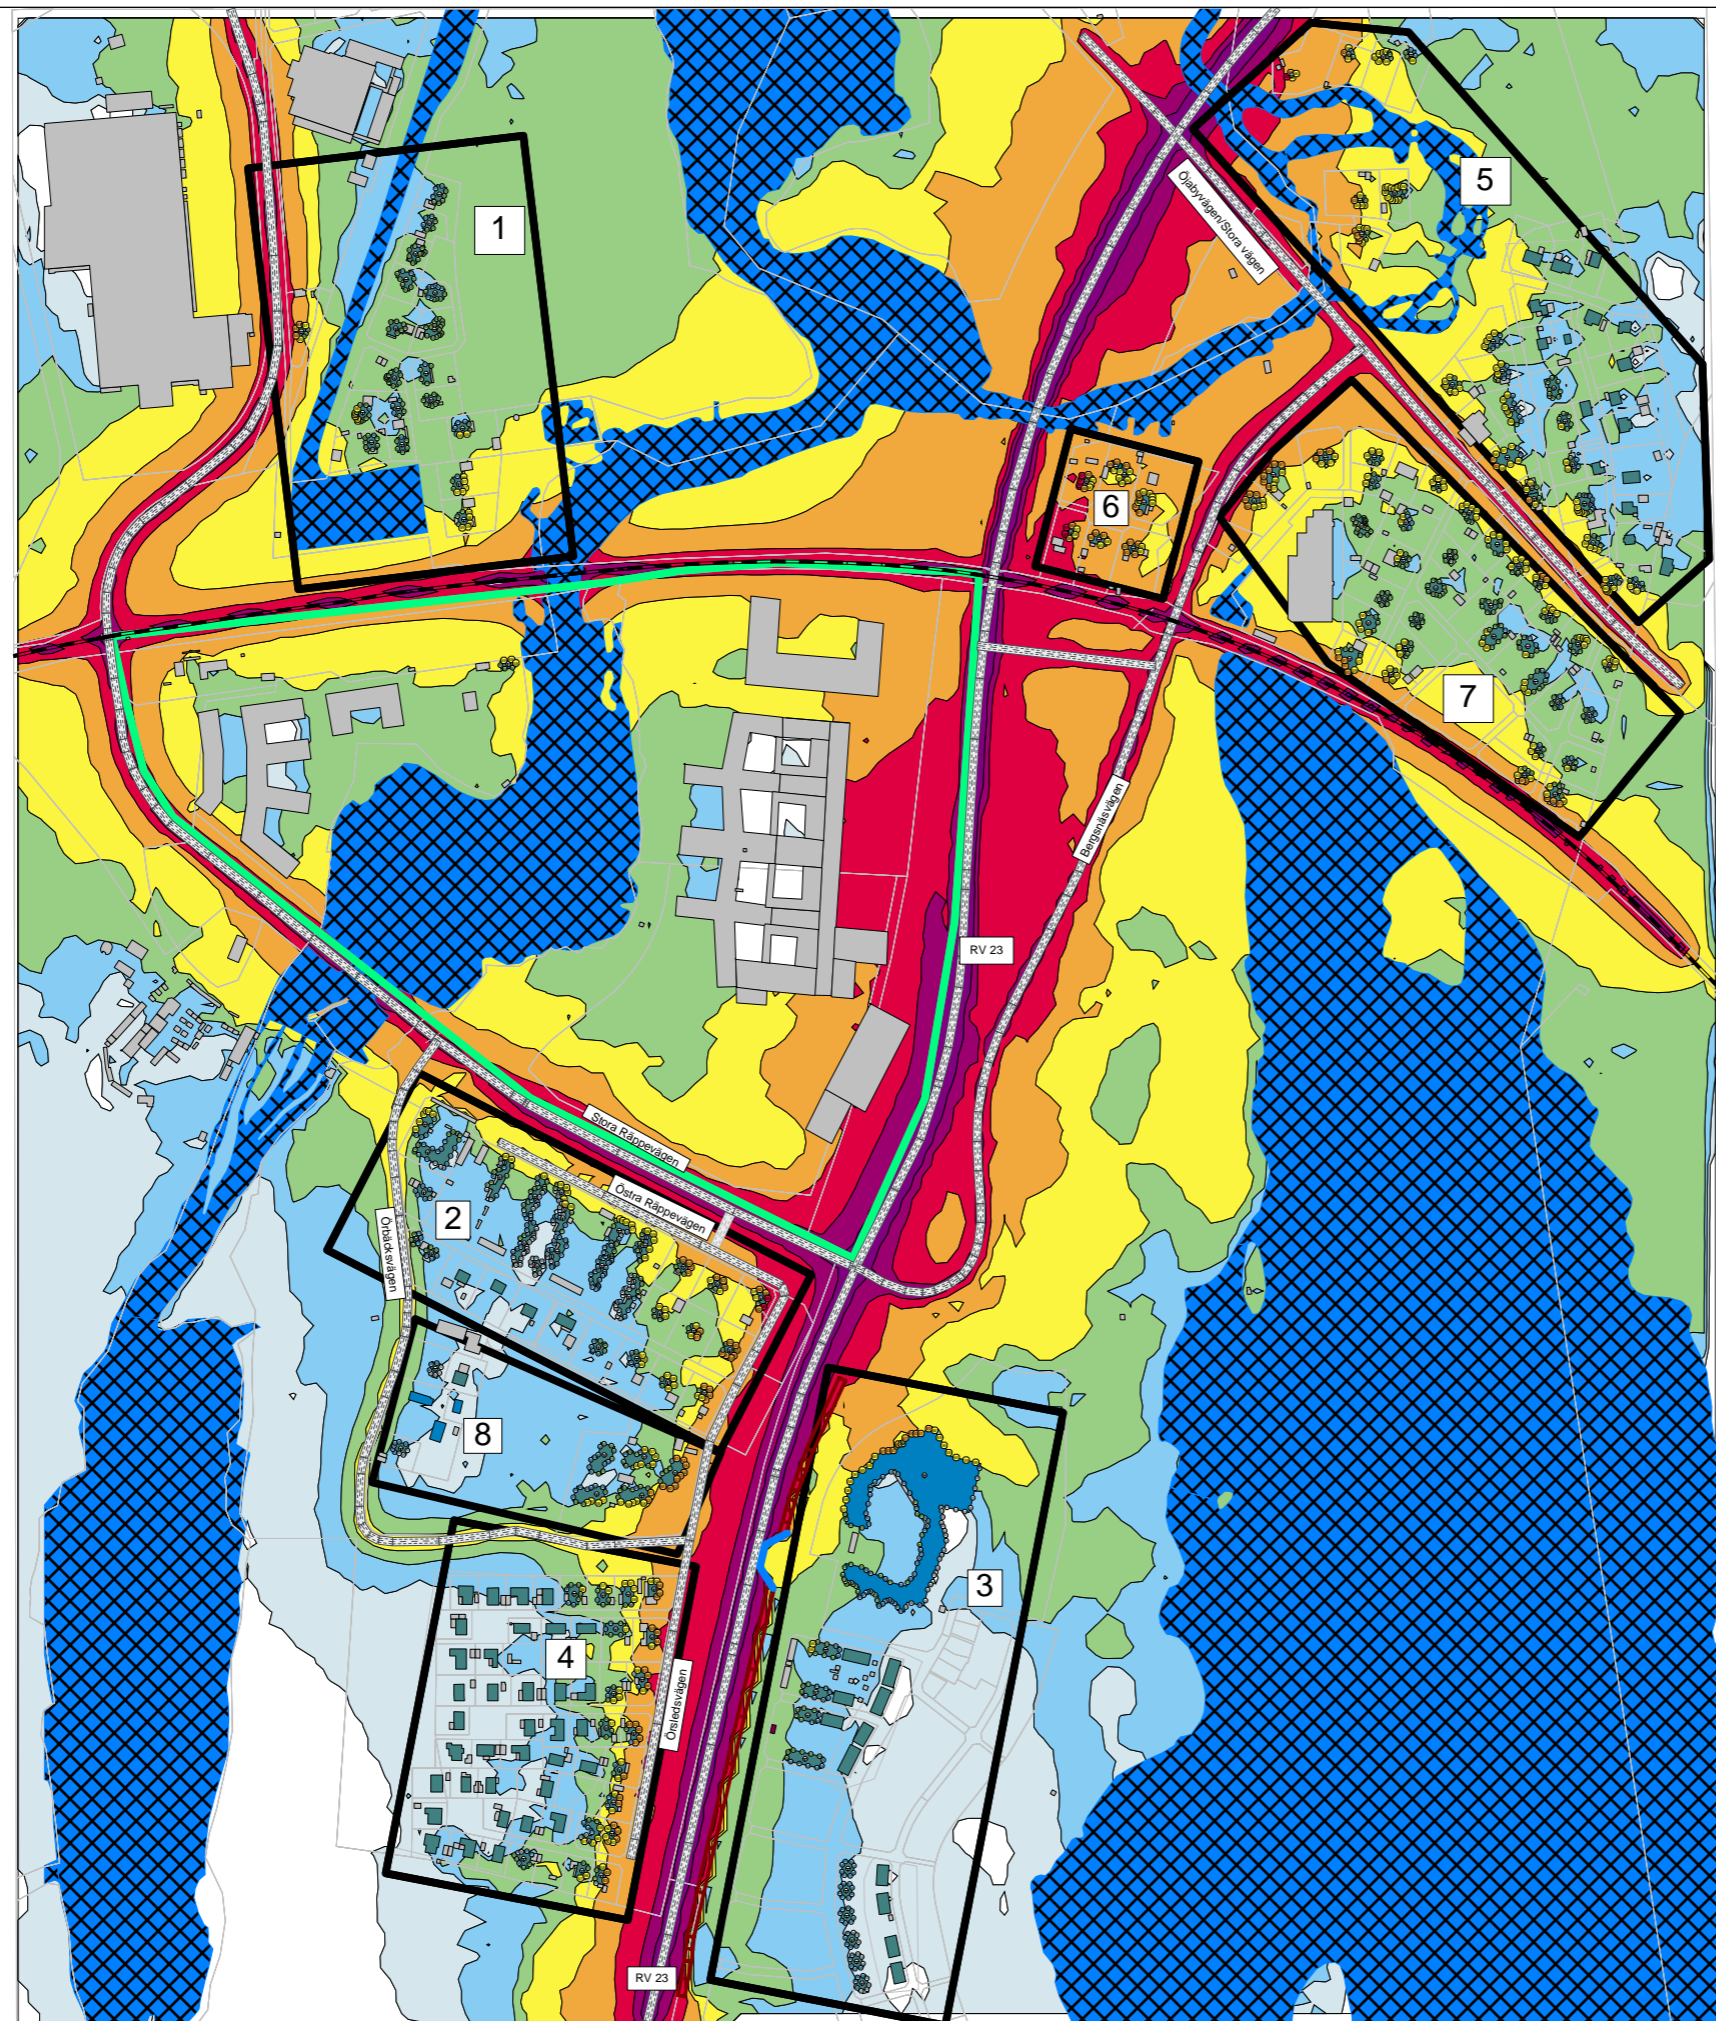 5
Öjabyvägen/Stora vägen
1
6
7
Bergsnäsvägen
RV 23
Stora Räppevägen
Östra Räppevägen
2
Örbäcksvägen
8
3
4
Örsledsvägen
RV 23